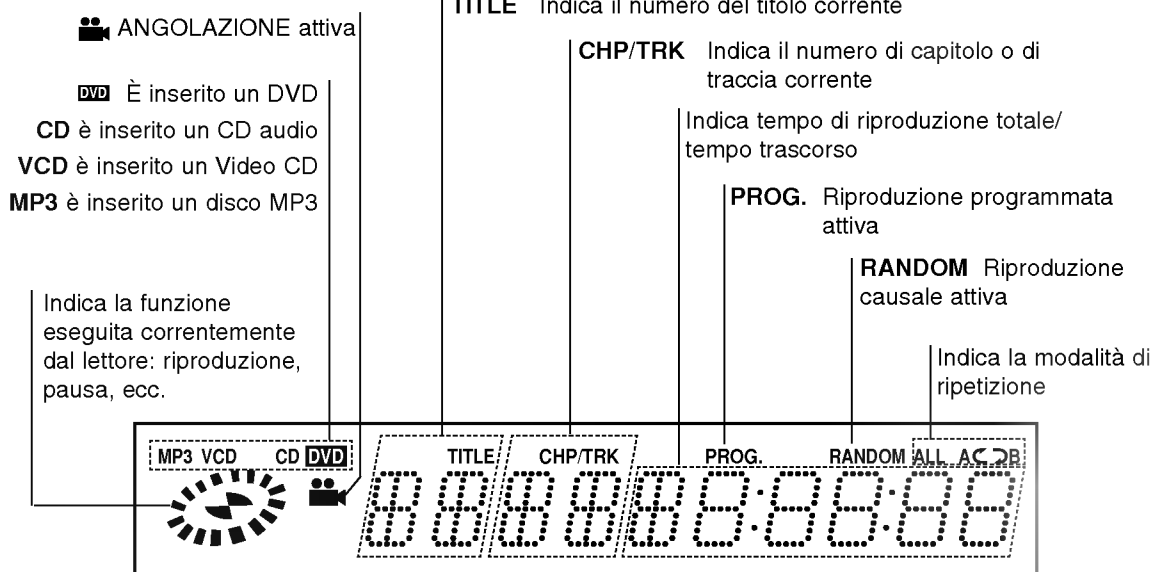 TITLE Indica il numero del titolo corrente
ANGOLAZIONE attiva
CHP/TRK Indica il numero di capitolo o di
traccia corrente
DVD È inserito un DVD
CD è inserito un CD audio
VCD è inserito un Video CD
MP3 è inserito un disco MP3
Indica tempo di riproduzione totale/
tempo trascorso
PROG. Riproduzione programmata
attiva
RANDOM Riproduzione
causale attiva
Indica la funzione
eseguita correntemente
dal lettore: riproduzione,
pausa, ecc.
Indica la modalità di
ripetizione
MP3 VCD CD DVD TITLE CHP/TRK PROG. RANDOM ALL A B